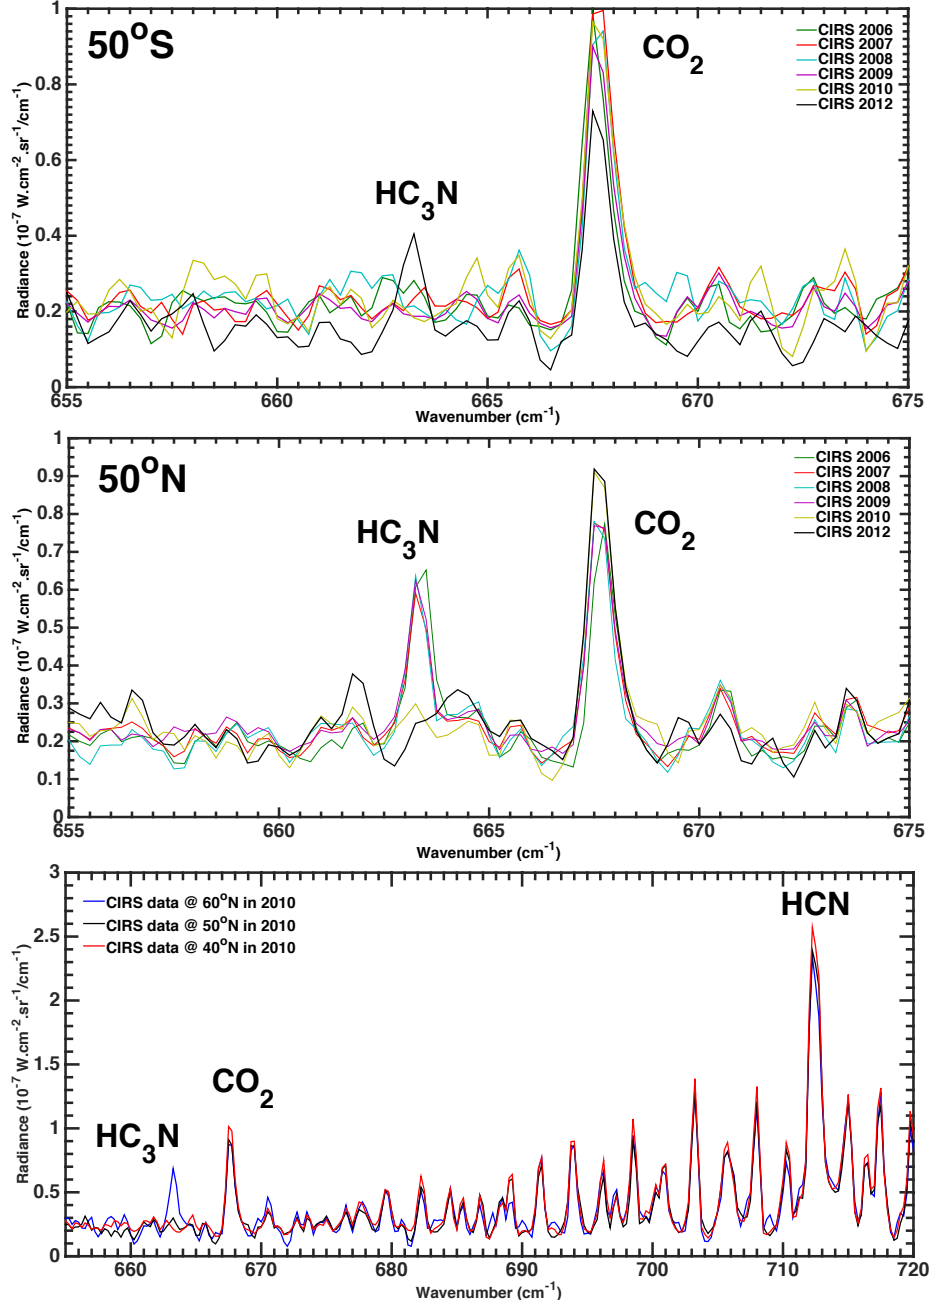 50°S
CO₂
HC₃N
CIRS 2006
CIRS 2007
CIRS 2008
CIRS 2009
CIRS 2010
CIRS 2012
Radiance (10⁻⁷ W.cm⁻².sr⁻¹/cm⁻¹)
1
0.8
0.6
0.4
0.2
0
655 660 665 670 675
Wavenumber (cm⁻¹)
50°N
HC₃N
CO₂
CIRS 2006
CIRS 2007
CIRS 2008
CIRS 2009
CIRS 2010
CIRS 2012
Radiance (10⁻⁷ W.cm⁻².sr⁻¹/cm⁻¹)
1
0.9
0.8
0.7
0.6
0.5
0.4
0.3
0.2
0.1
0
655 660 665 670 675
Wavenumber (cm⁻¹)
CIRS data @ 60°N in 2010
CIRS data @ 50°N in 2010
CIRS data @ 40°N in 2010
HCN
CO₂
HC₃N
Radiance (10⁻⁷ W.cm⁻².sr⁻¹/cm⁻¹)
3
2.5
2
1.5
1
0.5
0
660 670 680 690 700 710 720
Wavenumber (cm⁻¹)